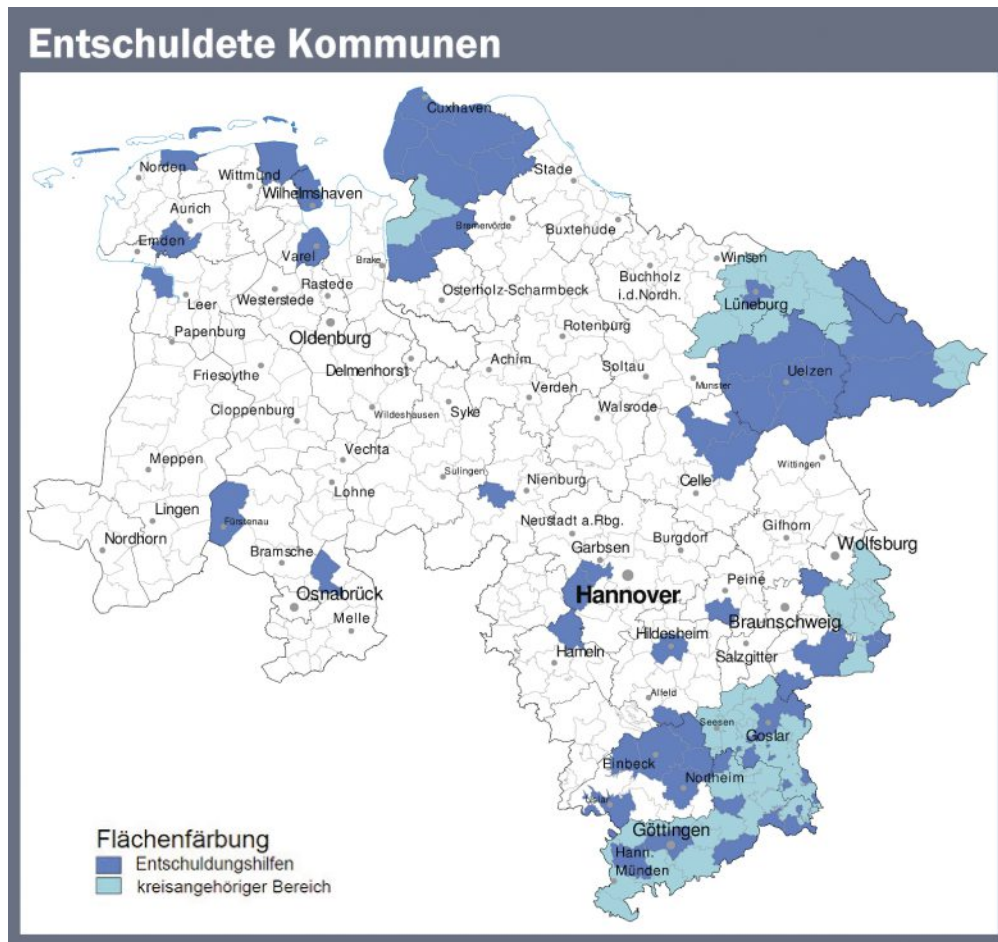 Entschuldete Kommunen
Cuxhaven
Stade
Norden
Wittmund
Wilhelmshaven
Aurich
Bremervörde
Buxtehude
Emden
Varel
Brake
Winsen
Buchholz
i.d.Nordh.
Rastede
Leer
Westerstede
Osterholz-Scharmbeck
Lüneburg
Papenburg
Oldenburg
Rotenburg
Friesoythe
Delmenhorst
Achim
Soltau
Uelzen
Munster
Verden
Cloppenburg
Wildeshausen
Syke
Walsrode
Vechta
Meppen
Sulingen
Wittingen
Lohne
Nienburg
Celle
Lingen
Fürstenau
Neustadt a.Rbg.
Gifhorn
Nordhorn
Bramsche
Garbsen
Burgdorf
Wolfsburg
Osnabrück
Hannover
Peine
Melle
Braunschweig
Hildesheim
Hameln
Salzgitter
Alfeld
Seesen
Goslar
Einbeck
Northeim
Uslar
Göttingen
Hann.
Münden
Flächenfärbung
Entschuldungshilfen
kreisangehöriger Bereich